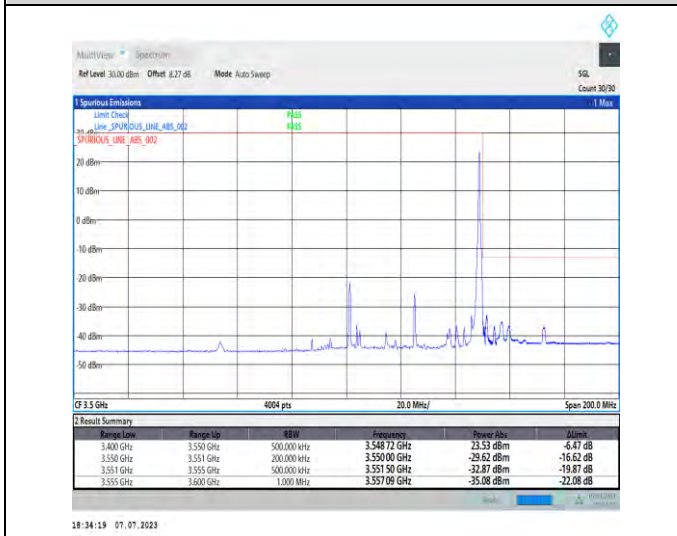 MultiView Spectrum
Ref Level 30.00 dBm Offset 8.27 dB Mode Auto Sweep SGL
Count 30/30
1 Spurious Emissions 1 Max
Limit Check PASS
Line _SPURIOUS_LINE_ABS_002 PASS
30 dBm
_SPURIOUS_LINE_ABS_002
20 dBm
10 dBm
0 dBm
-10 dBm
-20 dBm
-30 dBm
-40 dBm
-50 dBm
CF 3.5 GHz 4004 pts 20.0 MHz/ Span 200.0 MHz
2 Result Summary
Range Low Range Up RBW Frequency Power Abs ΔLimit
3.400 GHz 3.550 GHz 500.000 kHz 3.548 72 GHz 23.53 dBm -6.47 dB
3.550 GHz 3.551 GHz 200.000 kHz 3.550 00 GHz -29.62 dBm -16.62 dB
3.551 GHz 3.555 GHz 500.000 kHz 3.551 50 GHz -32.87 dBm -19.87 dB
3.555 GHz 3.600 GHz 1.000 MHz 3.557 09 GHz -35.08 dBm -22.08 dB
18:34:19 07.07.2023